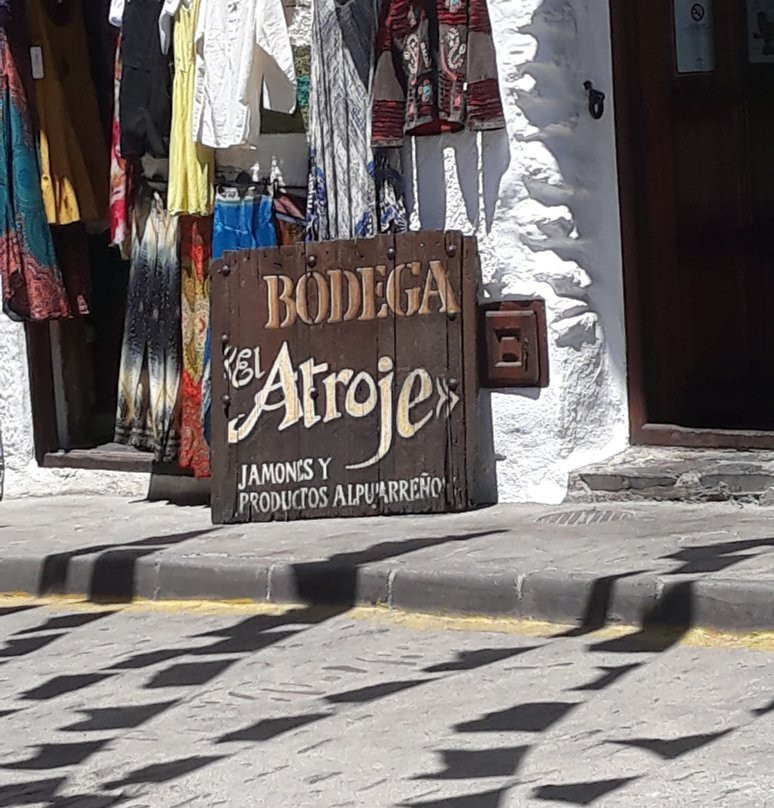 BODEGA
«El
Atroje»
JAMONES Y
PRODUCTOS ALPUJARREÑOS